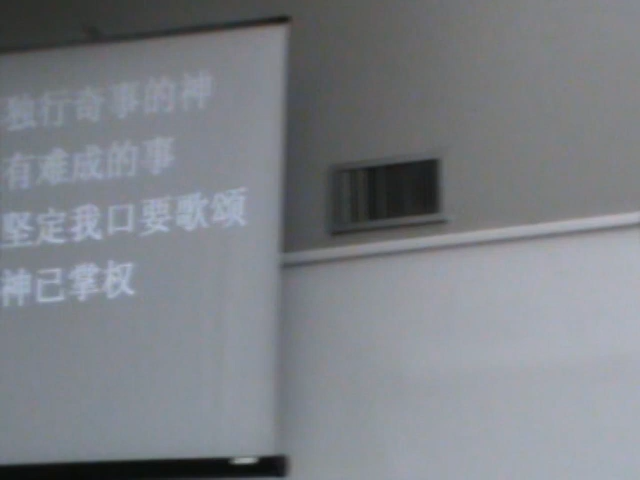 独行奇事的神
有难成的事
坚定我口要歌颂
神已掌权